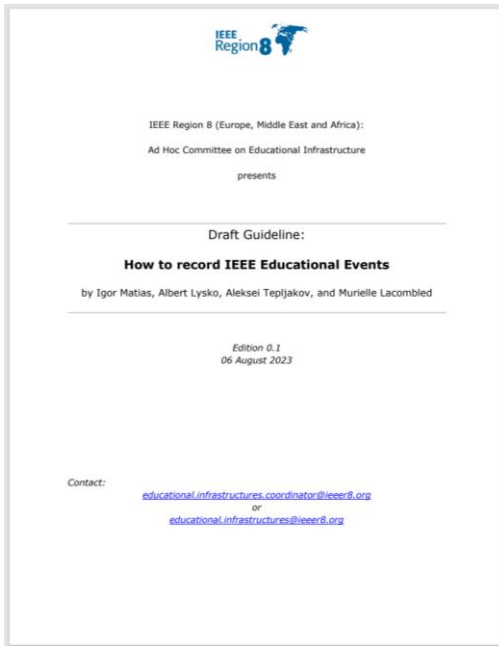 IEEE
Region 8
IEEE Region 8 (Europe, Middle East and Africa):
Ad Hoc Committee on Educational Infrastructure
presents
Draft Guideline:
How to record IEEE Educational Events
by Igor Matias, Albert Lysko, Aleksei Tepljakov, and Murielle Lacombled
Edition 0.1
06 August 2023
Contact:
educational.infrastructures.coordinator@ieeer8.org
or
educational.infrastructures@ieeer8.org